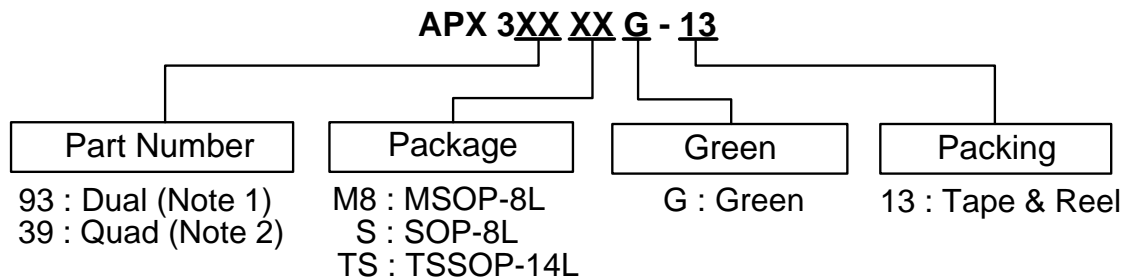 APX 3XX XX G - 13
Part Number
93 : Dual (Note 1)
39 : Quad (Note 2)
Package
M8 : MSOP-8L
S : SOP-8L
TS : TSSOP-14L
Green
G : Green
Packing
13 : Tape & Reel